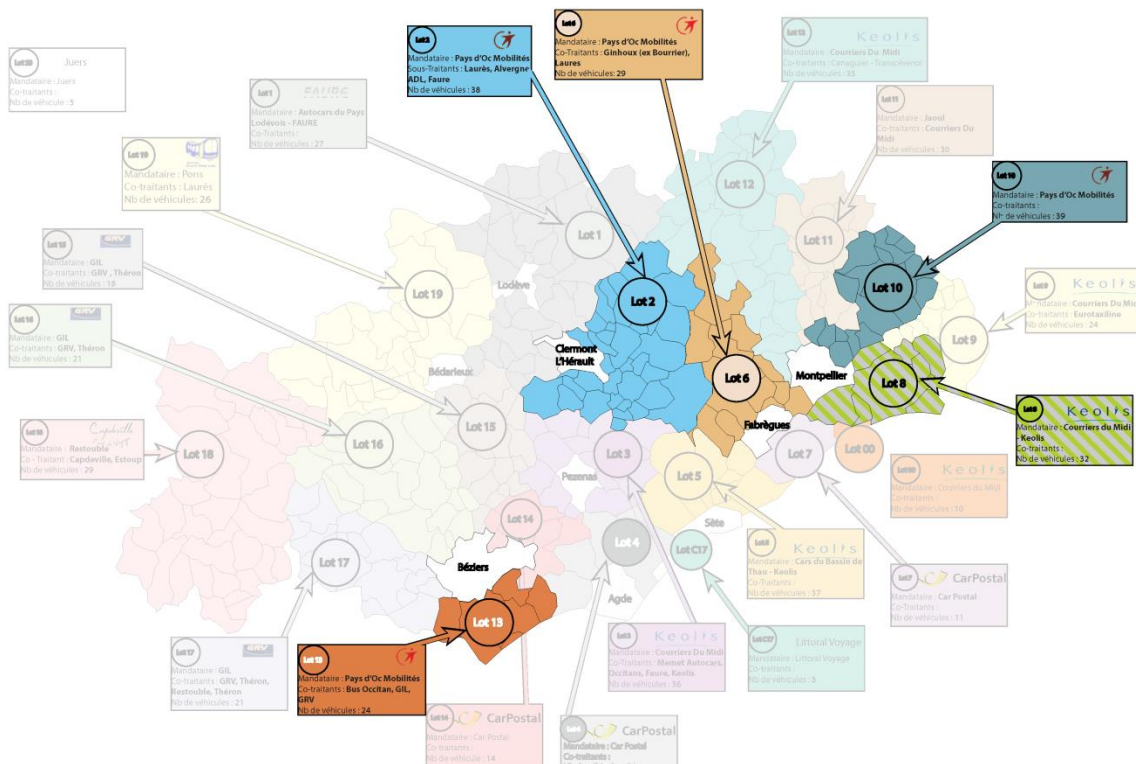 Lot 20 Juers
Mandataire : Juers
Co-traitants :
Nb de véhicule : 5
Lot 1 FAURE
Mandataire : Autocars du Pays
Lodévois - FAURE
Co-Traitants :
Nb de véhicules : 27
Lot 2
Mandataire : Pays d'Oc Mobilités
Sous-Traitants : Laurès, Alvergne
ADL, Faure
Nb de véhicules : 38
Lot 6
Mandataire : Pays d'Oc Mobilités
Co-Traitants : Ginhoux (ex Bourrier),
Laures
Nb de véhicules : 29
Lot 12 Keolis
Mandataire : Courriers Du Midi
Co-traitants :
Nb de véhicules : 35
Lot 11
Mandataire : Jaoul
Co-traitants : Courriers Du
Midi
Nb de véhicules : 30
Lot 10
Mandataire : Pays d'Oc Mobilités
Co-traitants :
Nb de véhicules : 39
Lot 19
Mandataire : Pons
Co-traitants : Laurès
Nb de véhicules: 26
Lot 15 GRV
Mandataire : GIL
Co-traitants : GRV , Théron
Nb de véhicules : 18
Lot 16 GRV
Mandataire : GIL
Co-traitants : GRV, Théron
Nb de véhicules : 21
Lot 18
Mandataire : Restouble
Co - Traitant : Capdeville, Estoup
Nb de véhicules : 29
Lot 9 Keolis
Mandataire : Courriers du Midi
Co-traitants : Eurotaxiline
Nb de véhicules : 24
Lot 8 Keolis
Mandataire : Courriers du Midi
- Keolis
Co-traitants :
Nb de véhicules : 32
Lot 12
Lot 1
Lot 11
Lot 10
Lot 19
Lodève
Lot 2
Lot 9
Clermont
L'Hérault
Bédarieux
Lot 6
Montpellier
Lot 8
Lot 15
Fabrègues
Lot 16
Lot 18
Lot 3
Lot 7
Lot 00
Pezenas
Lot 5
Sète
Lot 14
Lot 4
Lot C17
Lot 17
Béziers
Agde
Lot 13
Keolis
Mandataire : Courriers du Midi
Co-traitants :
Nb de véhicules : 10
Lot 5 Keolis
Mandataire : Cars du Bassin de
Thau - Keolis
Co-Traitants :
Nb de véhicules : 37
Lot 7 CarPostal
Mandataire : Car Postal
Co-Traitants :
Nb de véhicules : 11
Lot 17 GRV
Mandataire : GIL
Co-traitants : GRV, Théron,
Restouble, Théron
Nb de véhicules : 21
Lot 13
Mandataire : Pays d'Oc Mobilités
Co-traitants : Bus Occitan, GIL,
GRV
Nb de véhicules : 24
Lot 3 Keolis
Mandataire : Courriers Du Midi
Co-Traitants : Memet Autocars,
Occitans, Faure, Keolis
Nb de véhicules : 36
Lot C17 Littoral Voyage
Mandataire : Littoral Voyage
Co-traitants :
Nb de véhicules : 5
Lot 14 CarPostal
Mandataire : Car Postal
Co-traitants :
Nb de véhicule : 14
Lot 4 CarPostal
Mandataire : Car Postal
Co-traitants :